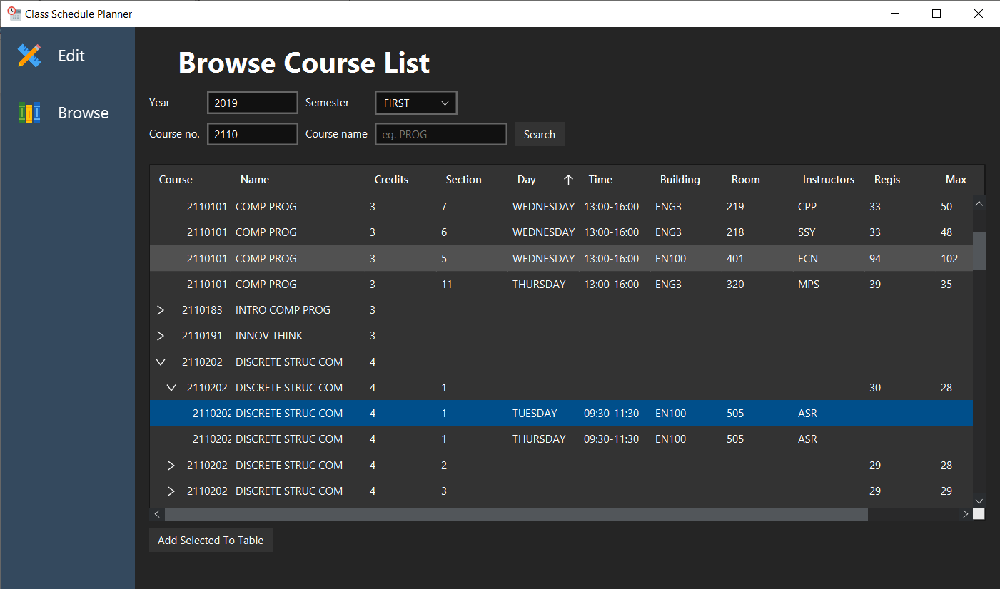 Class Schedule Planner
Edit
Browse
Browse Course List
Year 2019 Semester FIRST
Course no. 2110 Course name eg. PROG Search
Course Name Credits Section Day Time Building Room Instructors Regis Max
2110101 COMP PROG 3 7 WEDNESDAY 13:00-16:00 ENG3 219 CPP 33 50
2110101 COMP PROG 3 6 WEDNESDAY 13:00-16:00 ENG3 218 SSY 33 48
2110101 COMP PROG 3 5 WEDNESDAY 13:00-16:00 EN100 401 ECN 94 102
2110101 COMP PROG 3 11 THURSDAY 13:00-16:00 ENG3 320 MPS 39 35
2110183 INTRO COMP PROG 3
2110191 INNOV THINK 3
2110202 DISCRETE STRUC COM 4
2110202 DISCRETE STRUC COM 4 1 30 28
2110202 DISCRETE STRUC COM 4 1 TUESDAY 09:30-11:30 EN100 505 ASR
2110202 DISCRETE STRUC COM 4 1 THURSDAY 09:30-11:30 EN100 505 ASR
2110202 DISCRETE STRUC COM 4 2 29 28
2110202 DISCRETE STRUC COM 4 3 29 29
Add Selected To Table